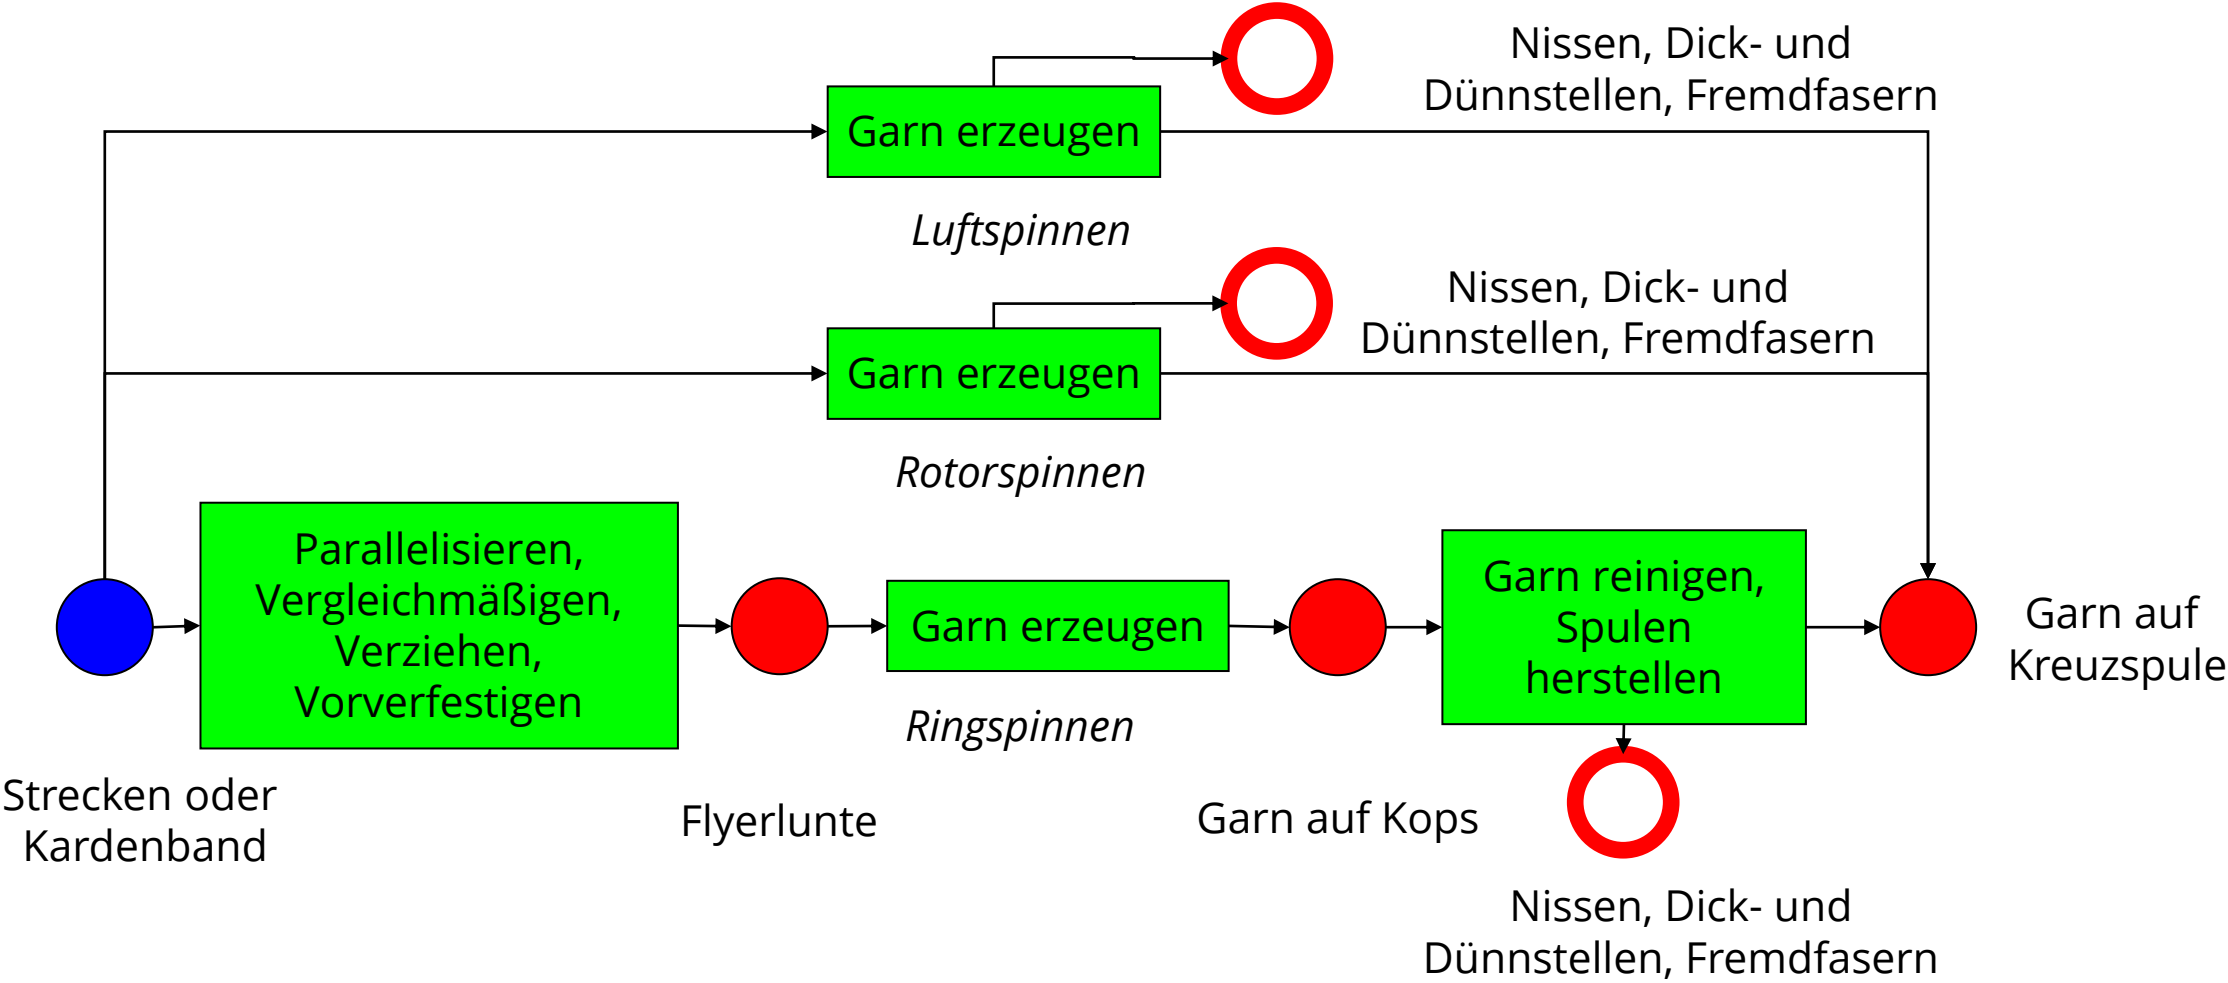 Nissen, Dick- und
Dünnstellen, Fremdfasern
Garn erzeugen
Luftspinnen
Nissen, Dick- und
Dünnstellen, Fremdfasern
Garn erzeugen
Rotorspinnen
Parallelisieren,
Vergleichmäßigen,
Verziehen,
Vorverfestigen
Garn erzeugen
Ringspinnen
Garn reinigen,
Spulen
herstellen
Garn auf
Kreuzspule
Strecken oder
Kardenband
Flyerlunte
Garn auf Kops
Nissen, Dick- und
Dünnstellen, Fremdfasern